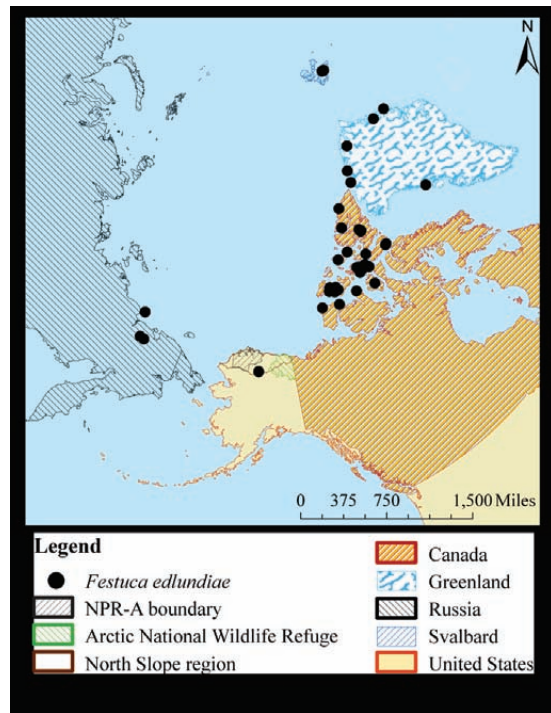 N
0 375 750 1,500 Miles
Legend
Festuca edlundiae
NPR-A boundary
Arctic National Wildlife Refuge
North Slope region
Canada
Greenland
Russia
Svalbard
United States